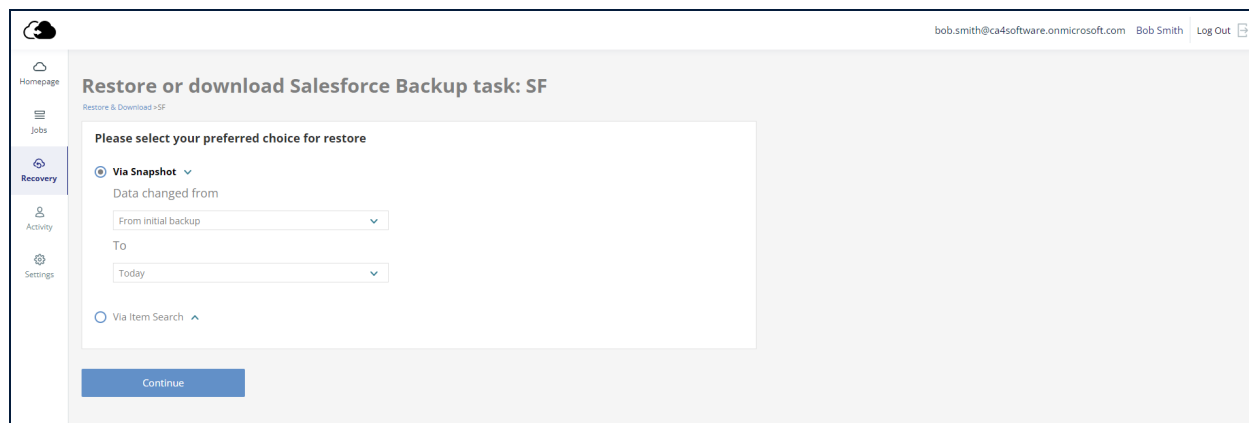 bob.smith@ca4software.onmicrosoft.com Bob Smith Log Out
Homepage
Jobs
Recovery
Activity
Settings
Restore or download Salesforce Backup task: SF
Restore & Download >SF
Please select your preferred choice for restore
Via Snapshot
Data changed from
From initial backup
To
Today
Via Item Search
Continue